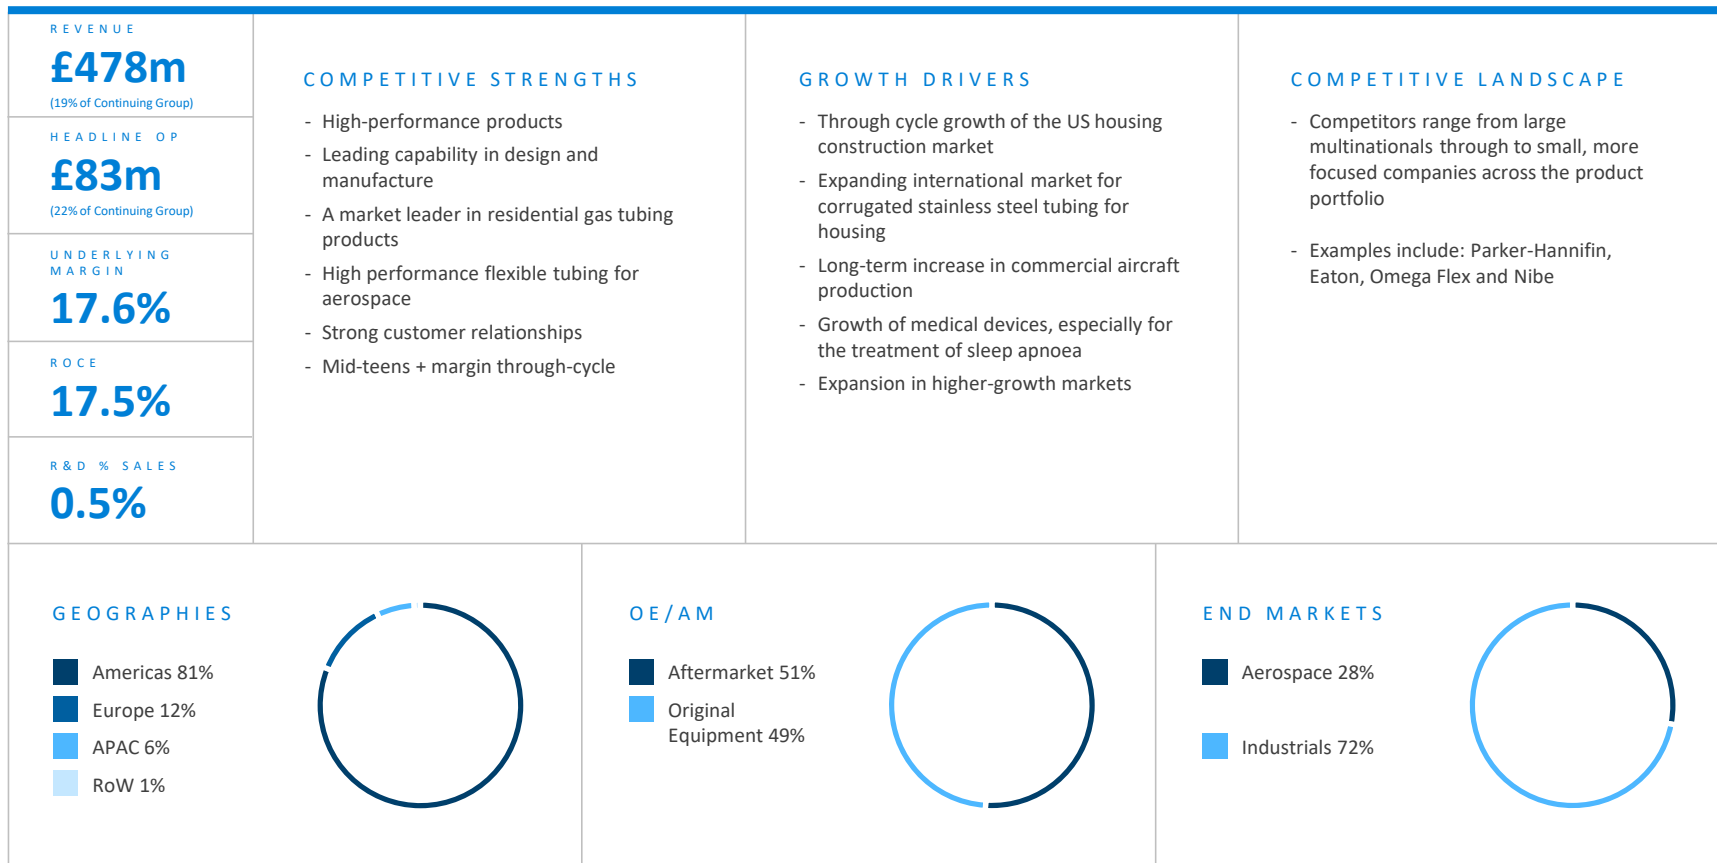 REVENUE
£478m
(19% of Continuing Group)
HEADLINE OP
£83m
(22% of Continuing Group)
UNDERLYING
MARGIN
17.6%
ROCE
17.5%
R&D % SALES
0.5%
COMPETITIVE STRENGTHS
- High-performance products
- Leading capability in design and
manufacture
- A market leader in residential gas tubing
products
- High performance flexible tubing for
aerospace
- Strong customer relationships
- Mid-teens + margin through-cycle
GROWTH DRIVERS
- Through cycle growth of the US housing
construction market
- Expanding international market for
corrugated stainless steel tubing for
housing
- Long-term increase in commercial aircraft
production
- Growth of medical devices, especially for
the treatment of sleep apnoea
- Expansion in higher-growth markets
COMPETITIVE LANDSCAPE
- Competitors range from large
multinationals through to small, more
focused companies across the product
portfolio
- Examples include: Parker-Hannifin,
Eaton, Omega Flex and Nibe
GEOGRAPHIES
Americas 81%
Europe 12%
APAC 6%
RoW 1%
OE/AM
Aftermarket 51%
Original
Equipment 49%
END MARKETS
Aerospace 28%
Industrials 72%